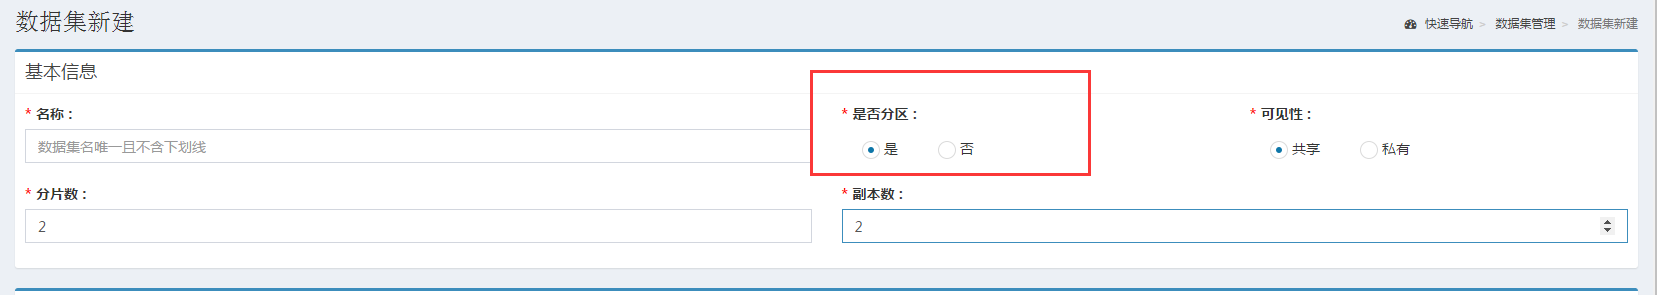 数据集新建
快速导航 > 数据集管理 > 数据集新建
基本信息
* 名称：
* 是否分区：
* 可见性：
数据集名唯一且不含下划线
是 否
共享 私有
* 分片数：
* 副本数：
2
2